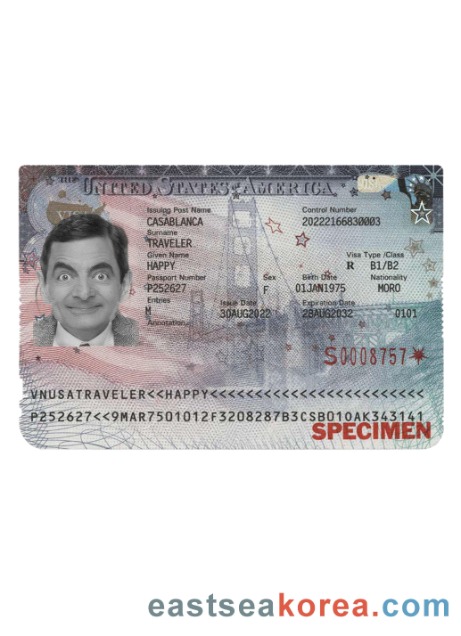 UNITED STATES OF AMERICA
VISA
Issuing Post Name
CASABLANCA
Control Number
20222166830003
Surname
TRAVELER
Given Name
HAPPY
Visa Type /Class
R B1/B2
Passport Number
P252627
Sex
F
Birth Date
01JAN1975
Nationality
MORO
Entries
M
Issue Date
30AUG2022
Expiration Date
28AUG2032
0101
Annotation
S0008757*
VNUSATRAVELER<<HAPPY<<<<<<<<<<<<<<<<<<<<<<<<
P252627<<9MAR7501012F3208287B3CSB010AK343141
SPECIMEN
eastseakorea.com